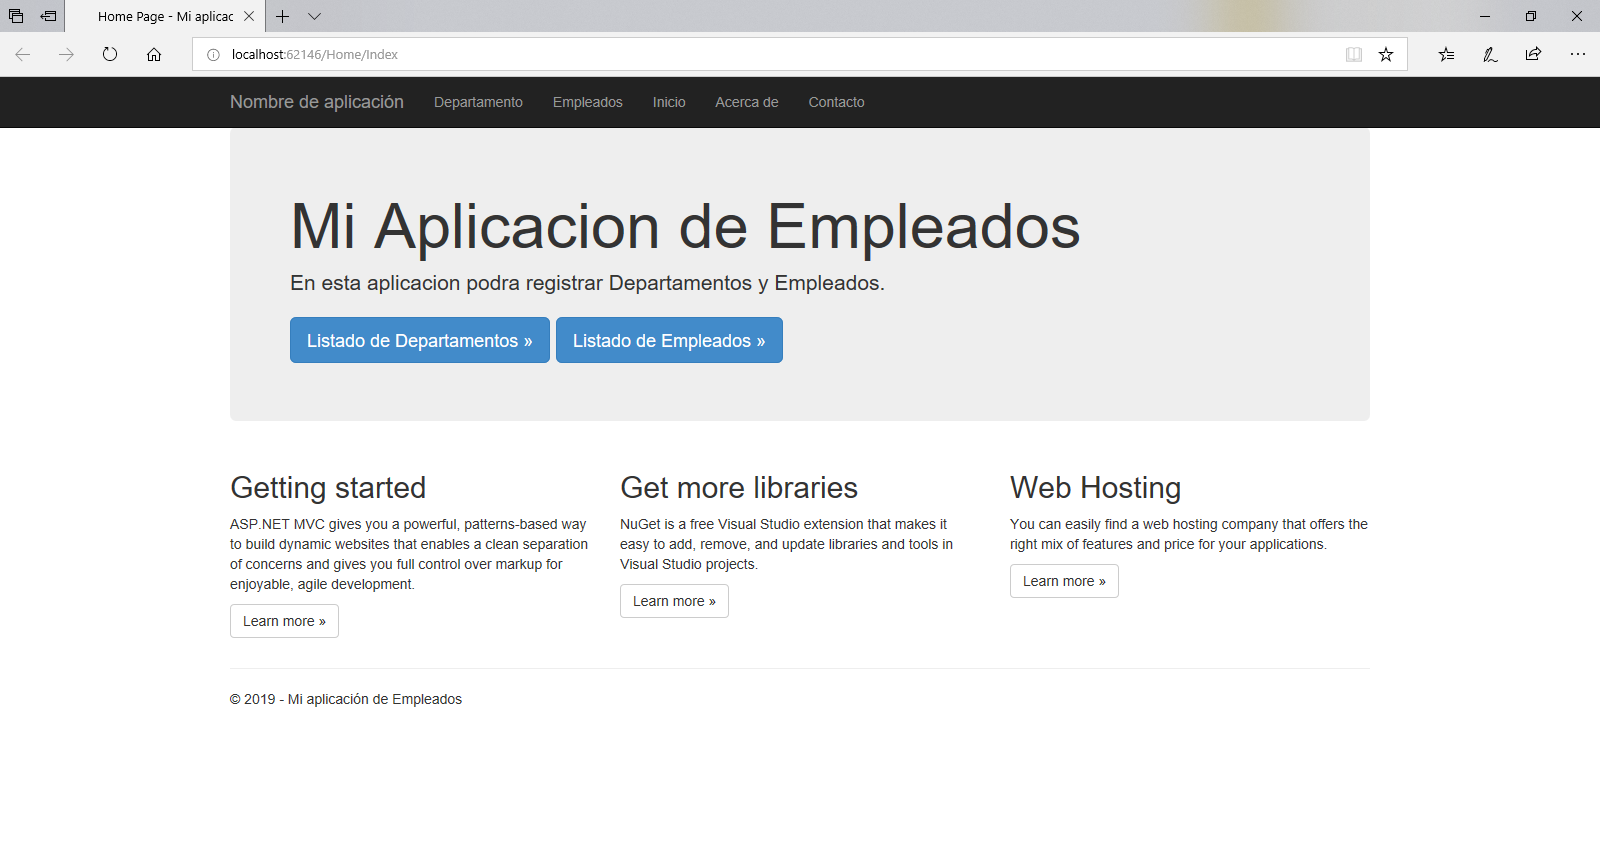 Home Page - Mi aplicac
localhost:62146/Home/Index
Nombre de aplicación Departamento Empleados Inicio Acerca de Contacto
Mi Aplicacion de Empleados
En esta aplicacion podra registrar Departamentos y Empleados.
Listado de Departamentos » Listado de Empleados »
Getting started
ASP.NET MVC gives you a powerful, patterns-based way
to build dynamic websites that enables a clean separation
of concerns and gives you full control over markup for
enjoyable, agile development.
Learn more »
Get more libraries
NuGet is a free Visual Studio extension that makes it
easy to add, remove, and update libraries and tools in
Visual Studio projects.
Learn more »
Web Hosting
You can easily find a web hosting company that offers the
right mix of features and price for your applications.
Learn more »
© 2019 - Mi aplicación de Empleados